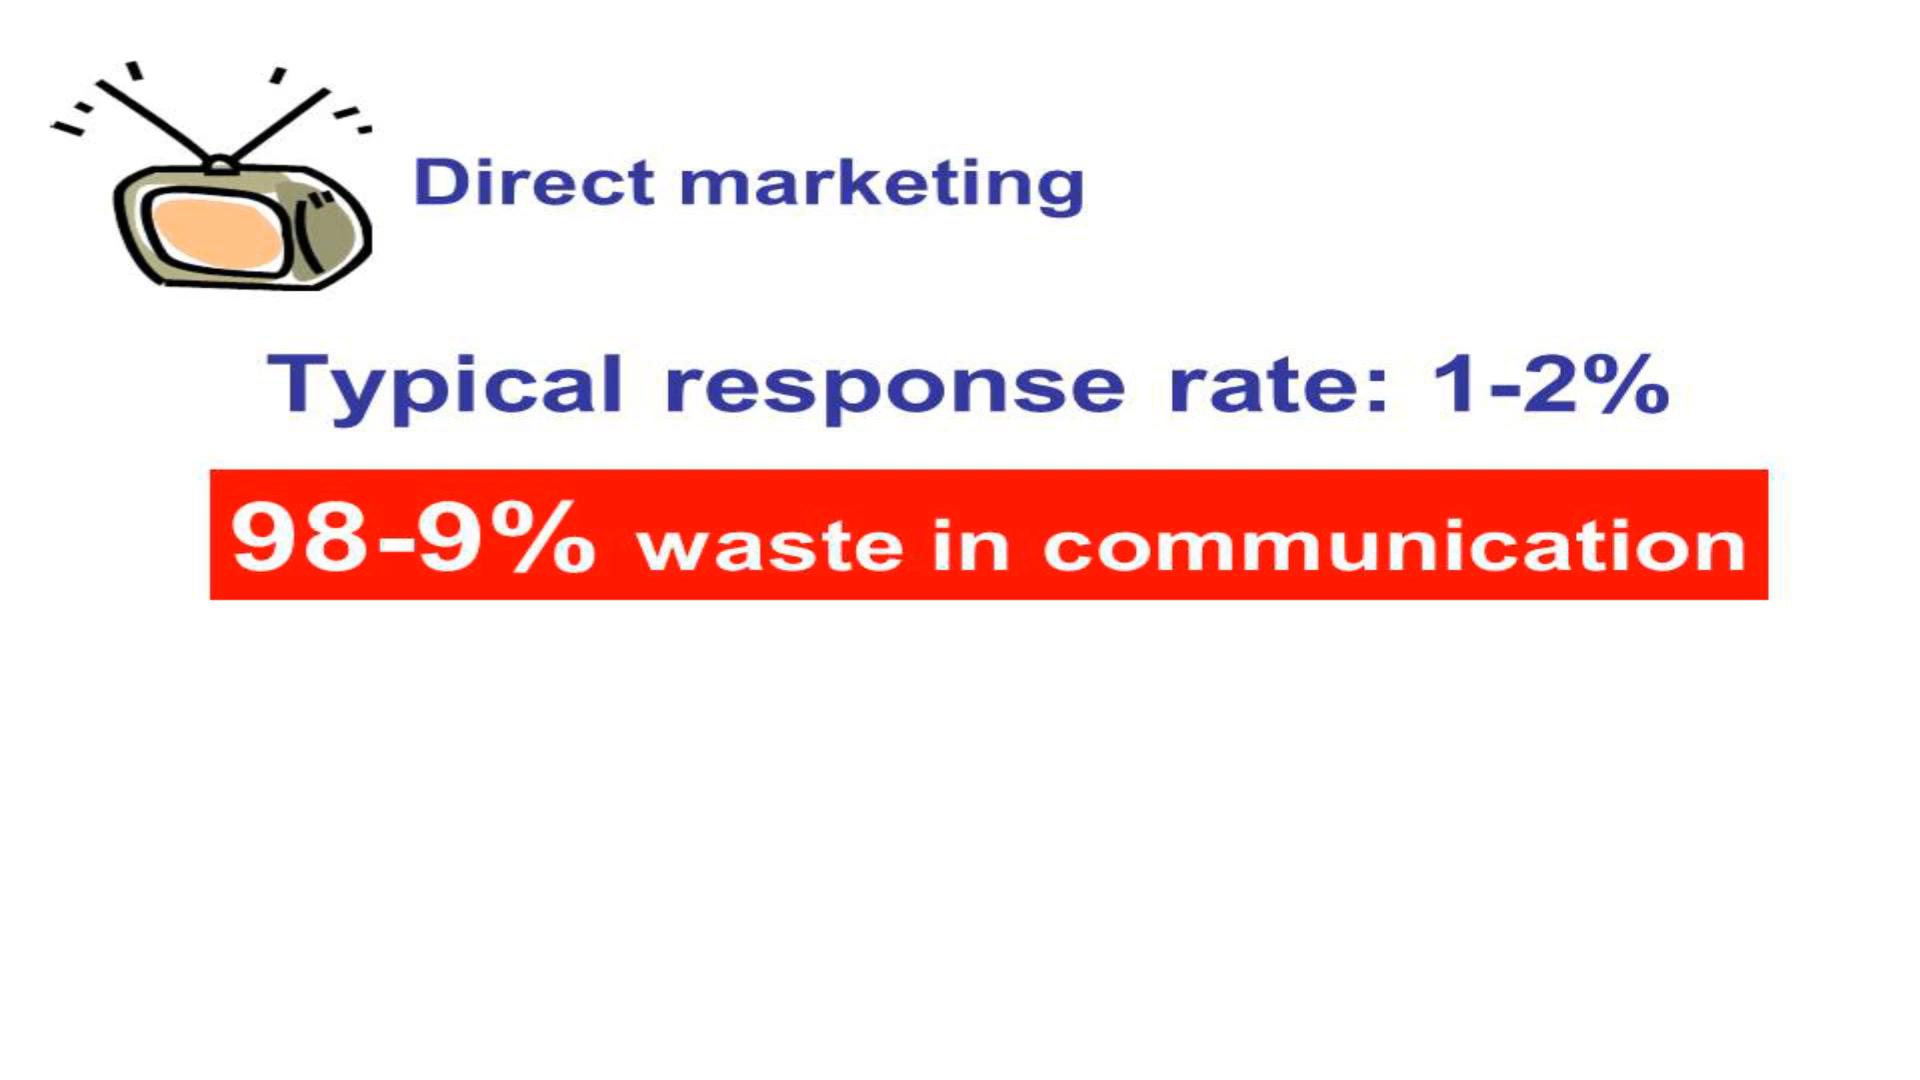 Direct marketing
Typical response rate: 1-2%
98-9% waste in communication